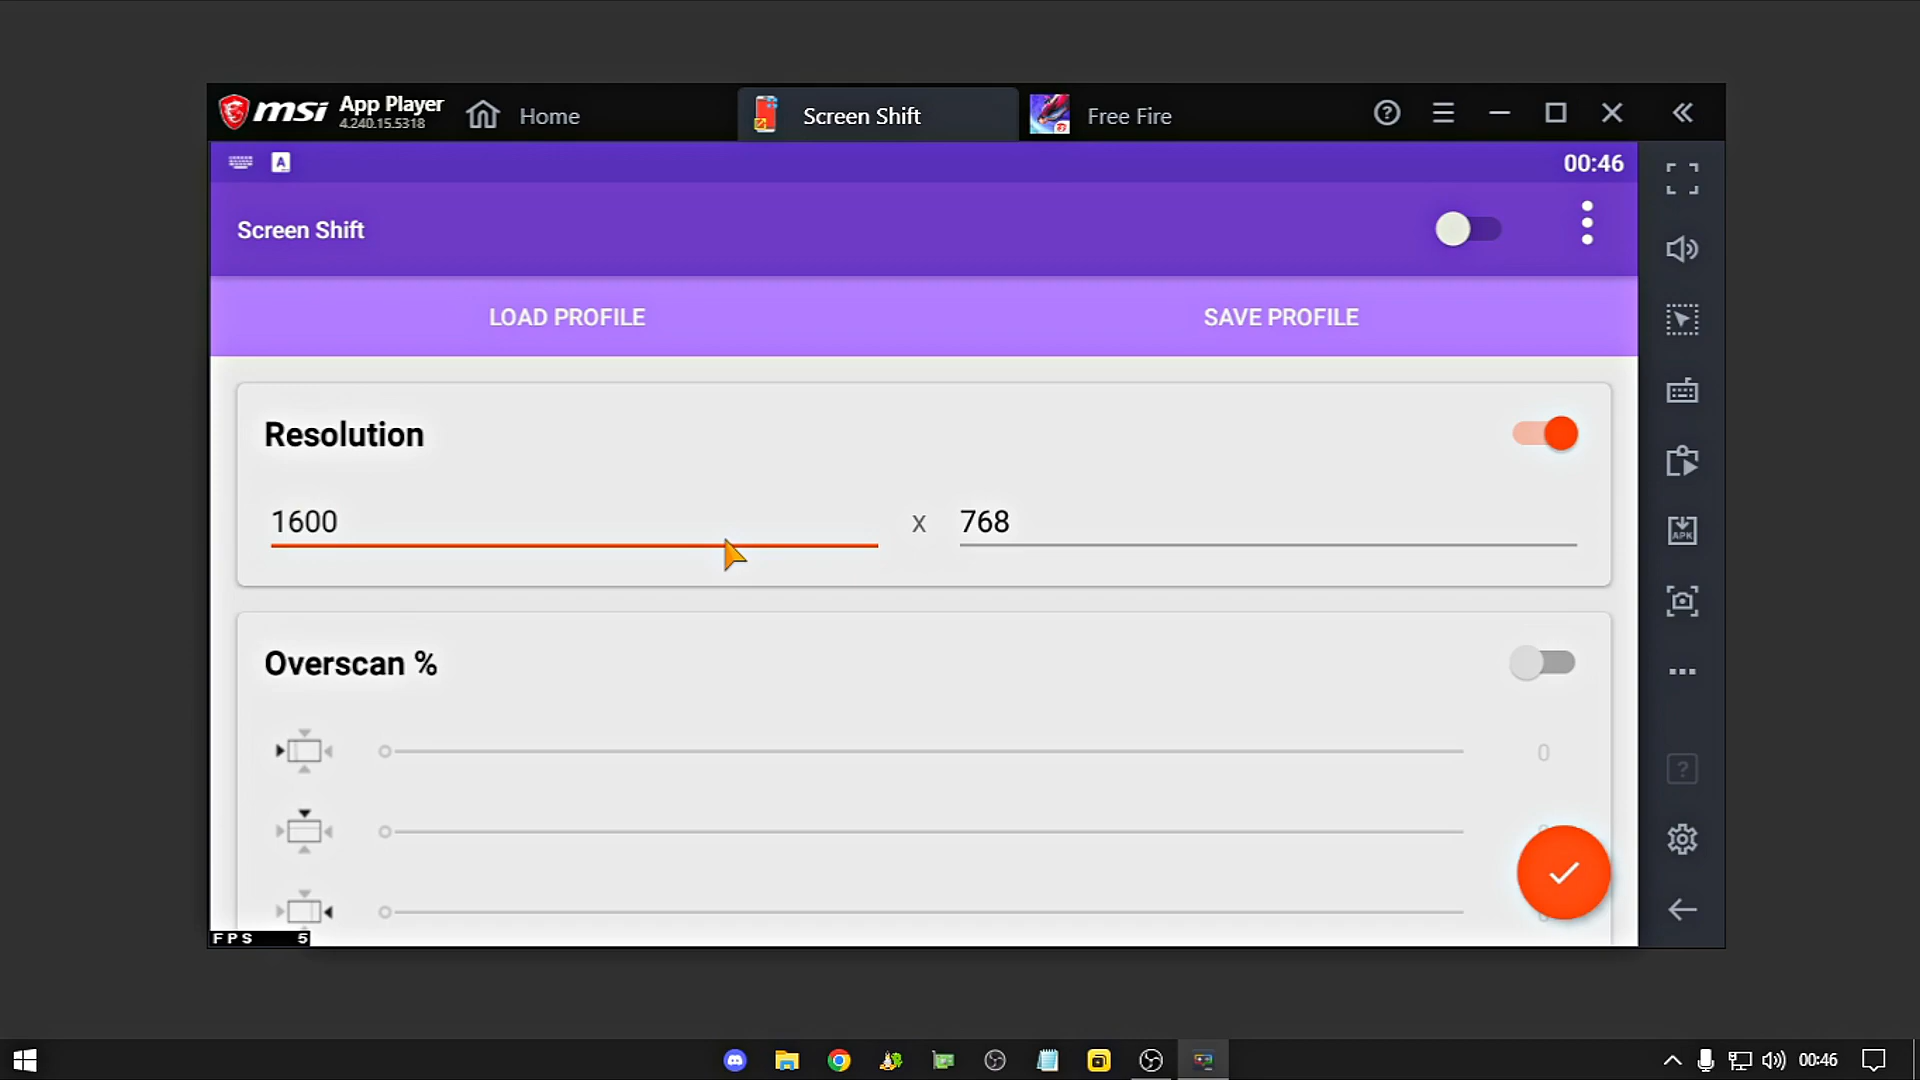 msi App Player
4.240.15.5318
Home
Screen Shift
Free Fire
A
00:46
Screen Shift
LOAD PROFILE
SAVE PROFILE
Resolution
1600 x 768
Overscan %
0
APK
FPS 5
00:46